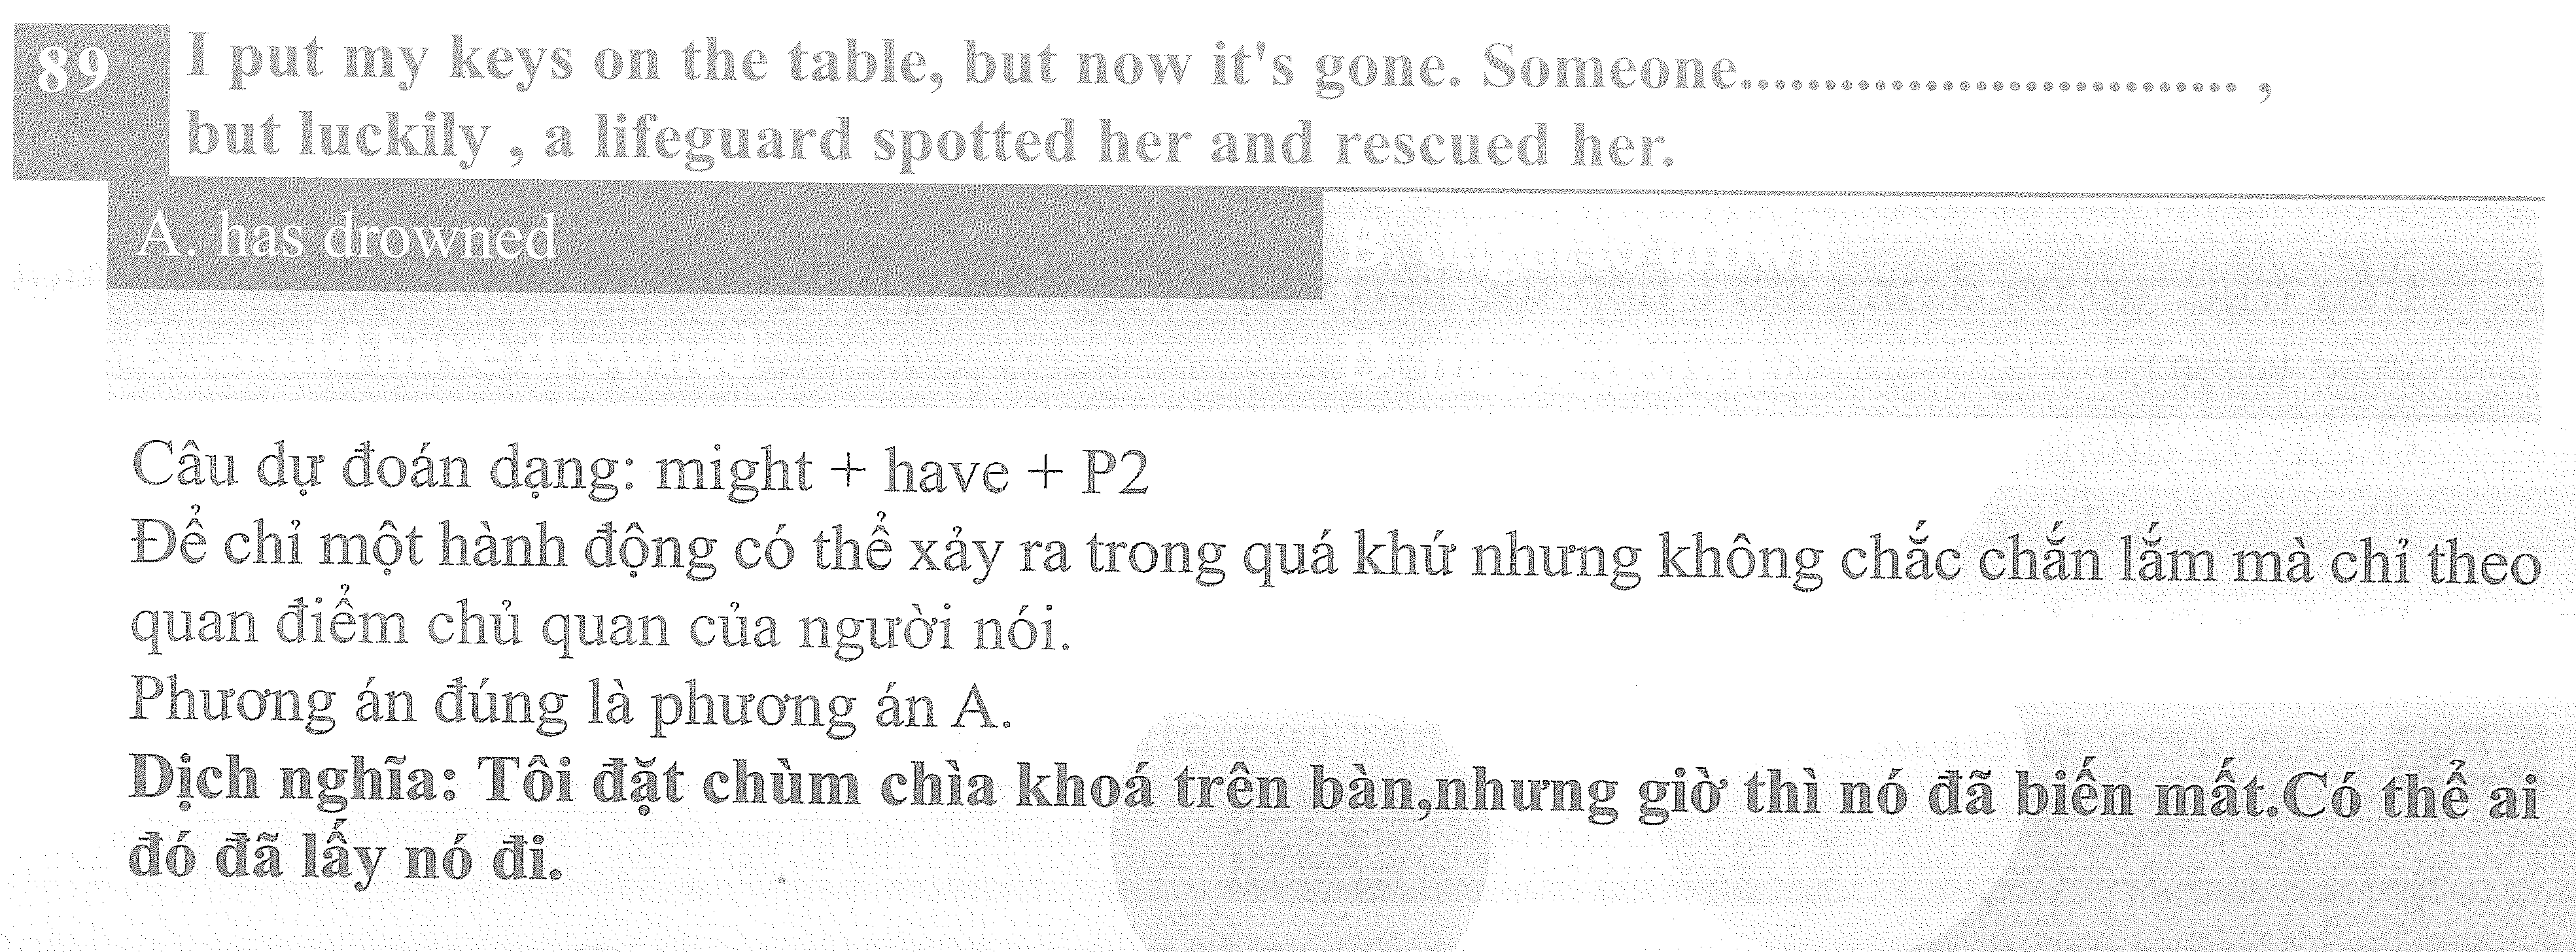 89 I put my keys on the table, but now it's gone. Someone.............................. ,
but luckily , a lifeguard spotted her and rescued her.
A. has drowned
Câu dự đoán dạng: might + have + P2
Để chỉ một hành động có thể xảy ra trong quá khứ nhưng không chắc chắn lắm mà chỉ theo
quan điểm chủ quan của người nói.
Phương án đúng là phương án A.
Dịch nghĩa: Tôi đặt chùm chìa khoá trên bàn,nhưng giờ thì nó đã biến mất.Có thể ai
đó đã lấy nó đi.